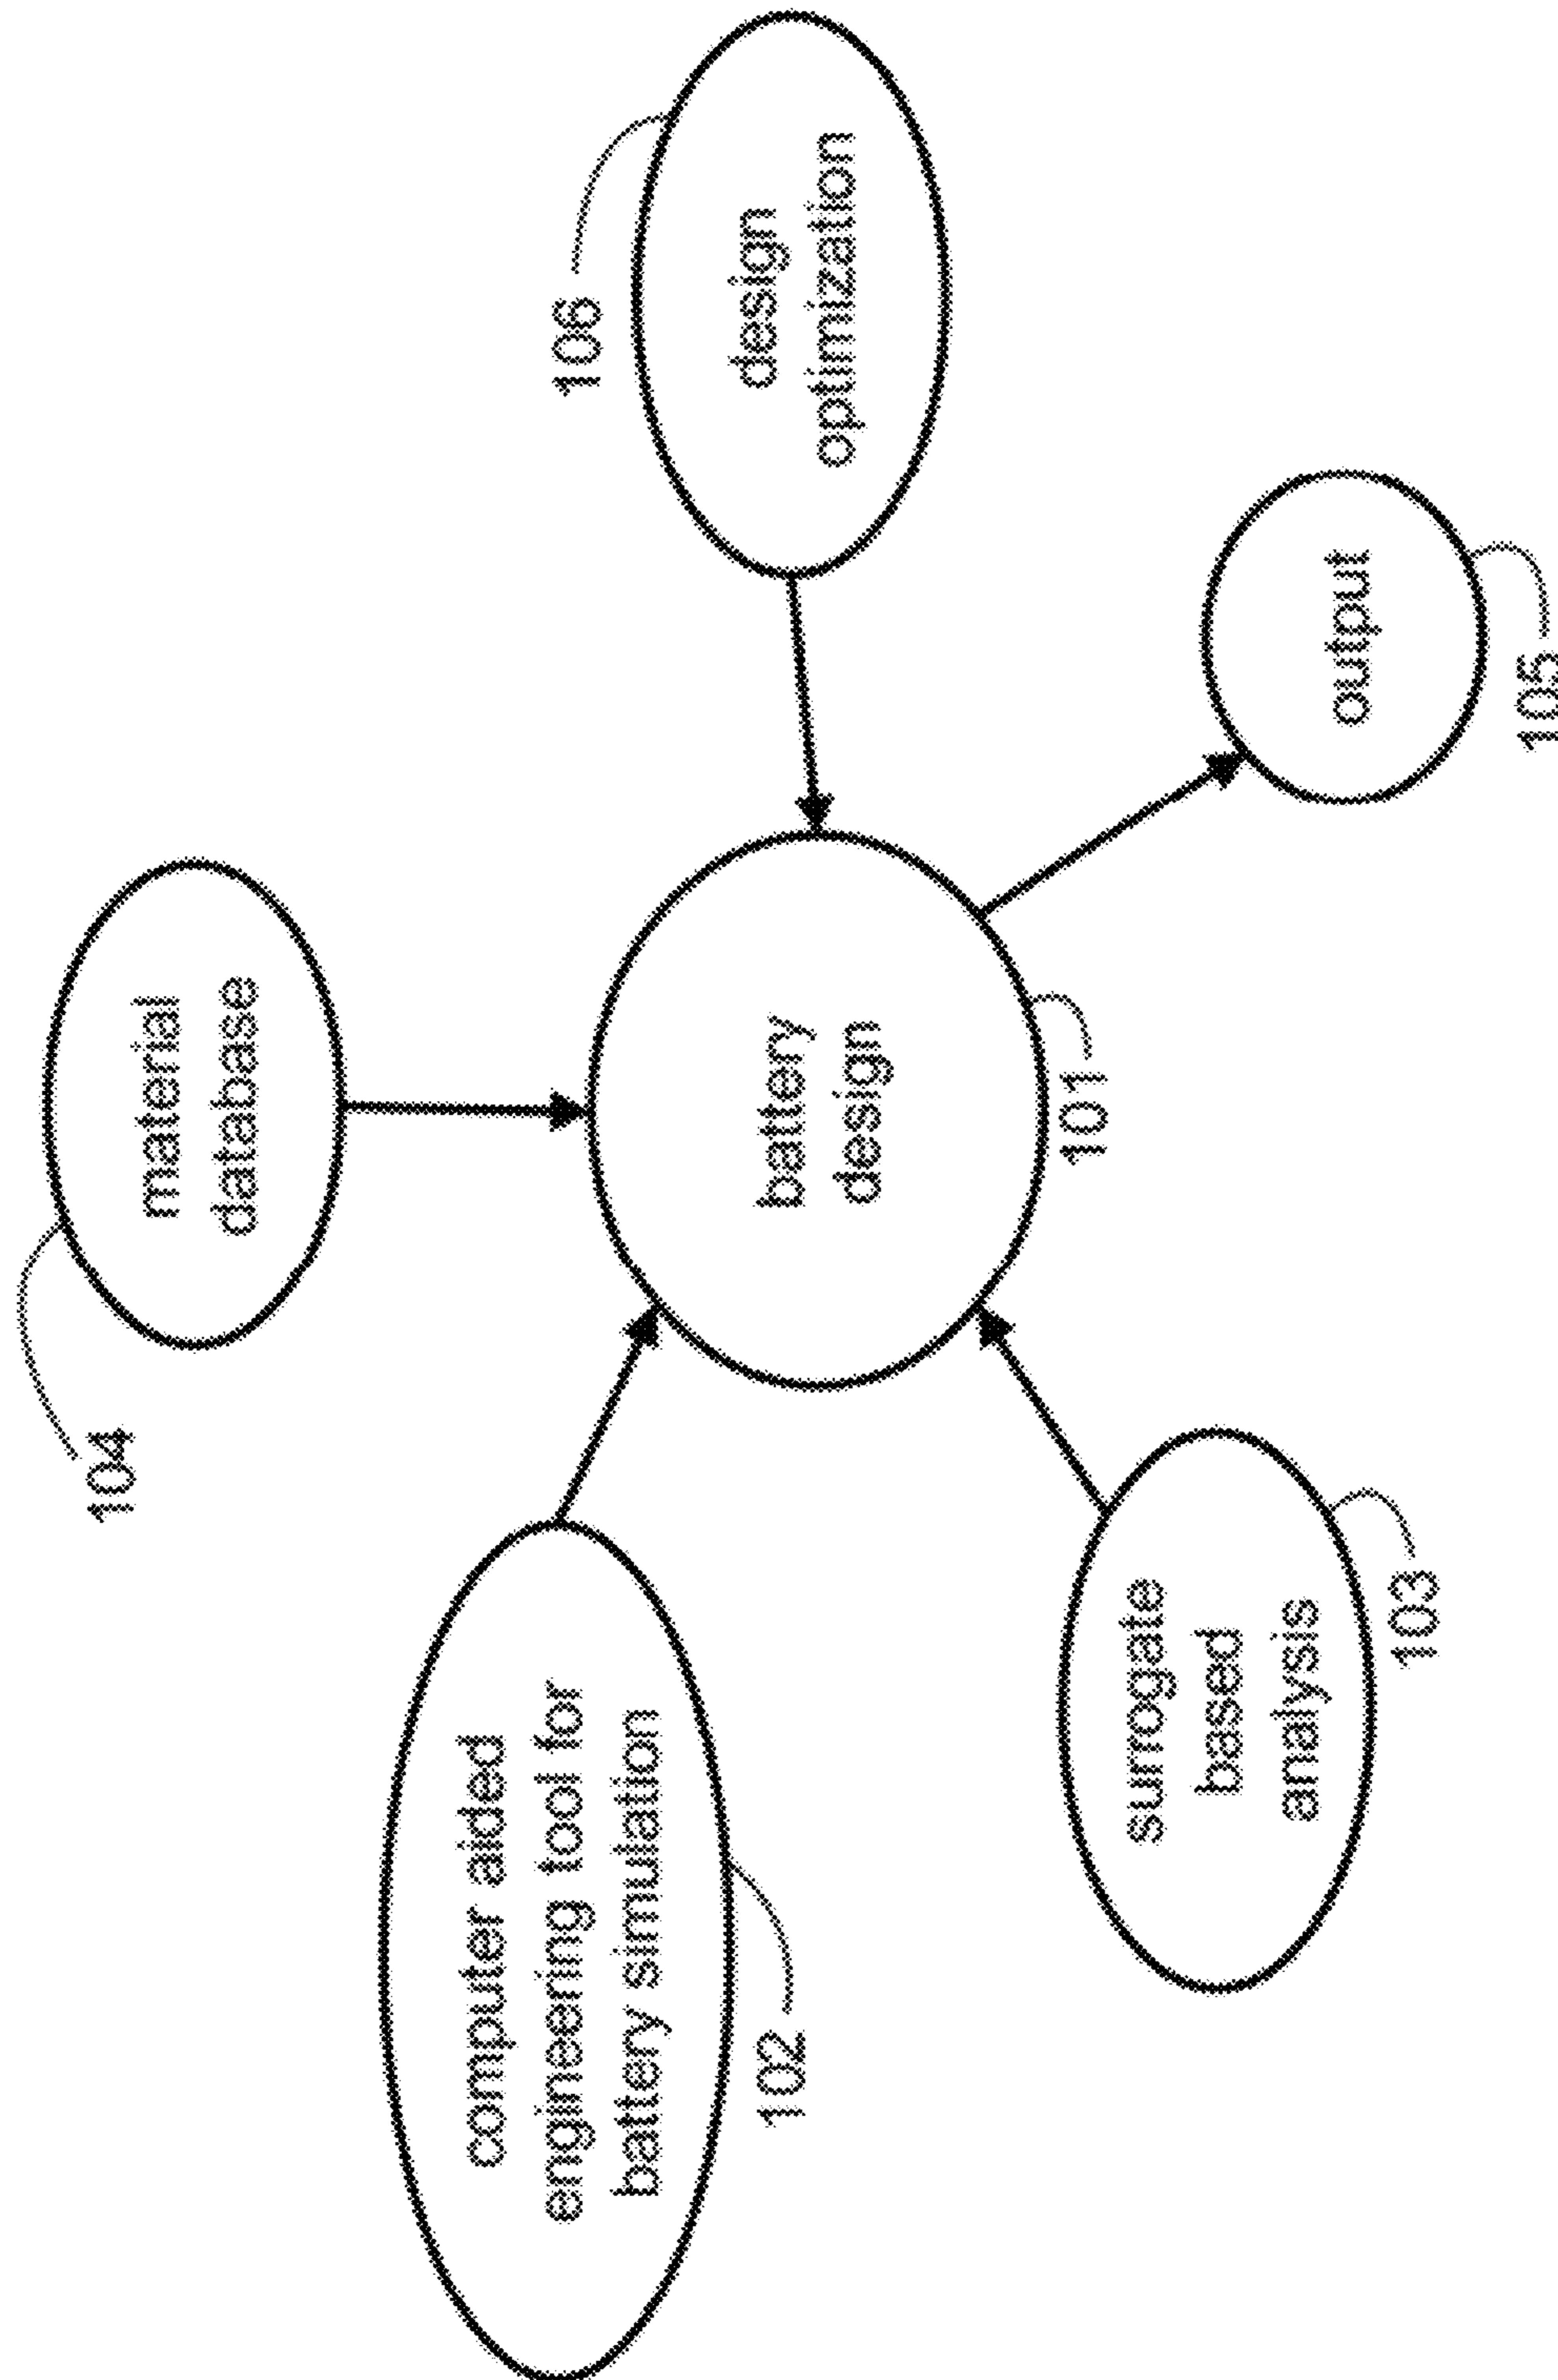 104
material
database
106
design
optimization
computer aided
engineering tool for
battery simulation
102
battery
design
101
surrogate
based
analysis
103
output
105